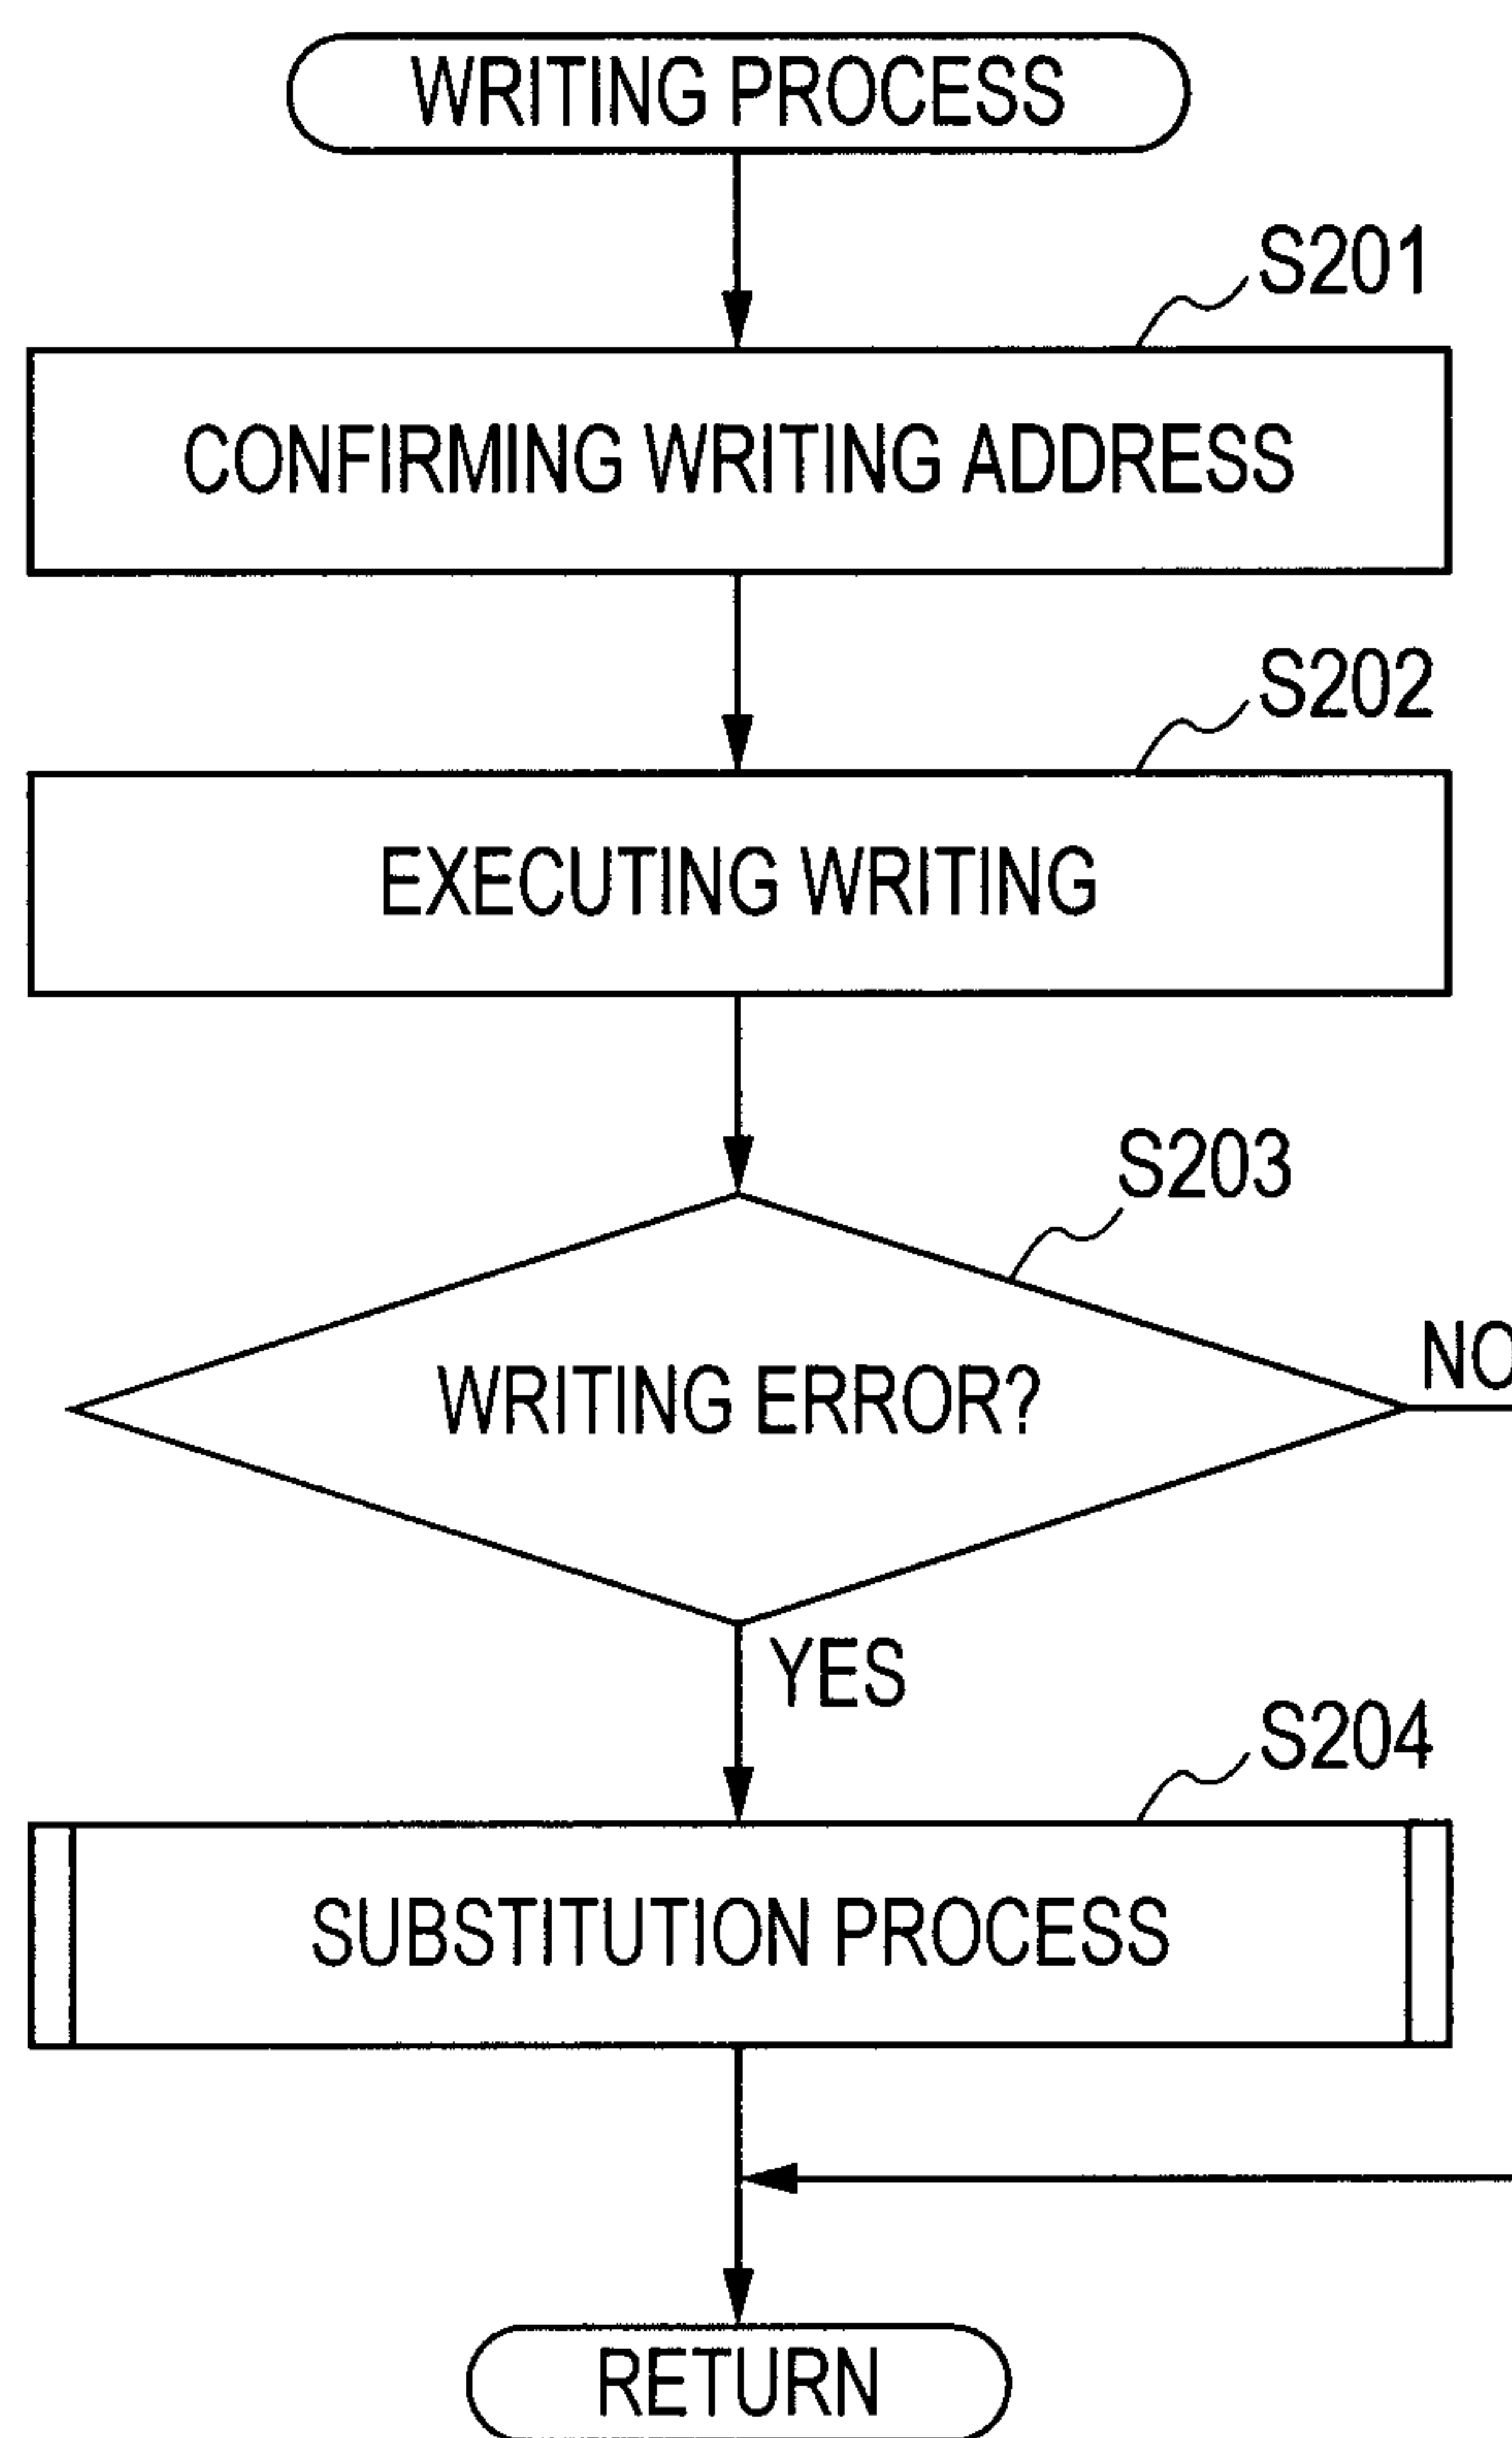 WRITING PROCESS
S201
CONFIRMING WRITING ADDRESS
S202
EXECUTING WRITING
S203
WRITING ERROR?
NO
YES
S204
SUBSTITUTION PROCESS
RETURN